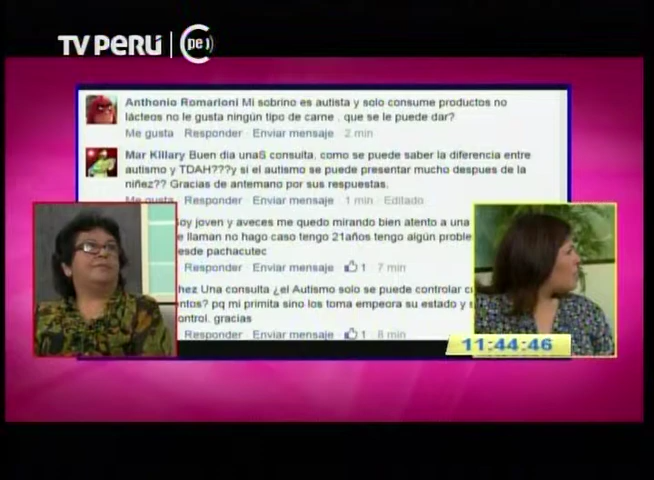 TV PERÚ | pe
Anthonio Romarioni Mi sobrino es autista y solo consume productos no
lácteos no le gusta ningún tipo de carne , que se le puede dar?
Me gusta Responder · Enviar mensaje · 2 min
Mar Killary Buen dia unaS consulta, como se puede saber la diferencia entre
autismo y TDAH???y si el autismo se puede presentar mucho despues de la
niñez?? Gracias de antemano por sus respuestas.
Me gusta · Responder · Enviar mensaje · 1 min · Editado
Soy joven y aveces me quedo mirando bien atento a una
e llaman no hago caso tengo 21años tengo algún proble
esde pachacutec
Responder · Enviar mensaje · 1 · 7 min
hez Una consulta ¿el Autismo solo se puede controlar c
ntos? pq mi primita sino los toma empeora su estado y
ontrol. gracias
Responder · Enviar mensaje · 1 · 8 min
11:44:46